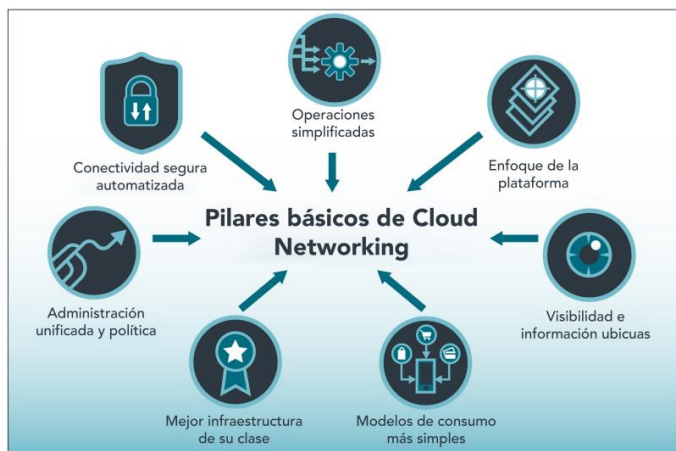 Operaciones
simplificadas
Conectividad segura
automatizada
Enfoque de la
plataforma
Pilares básicos de Cloud
Networking
Administración
unificada y política
Visibilidad e
información ubicuas
Mejor infraestructura
de su clase
Modelos de consumo
más simples